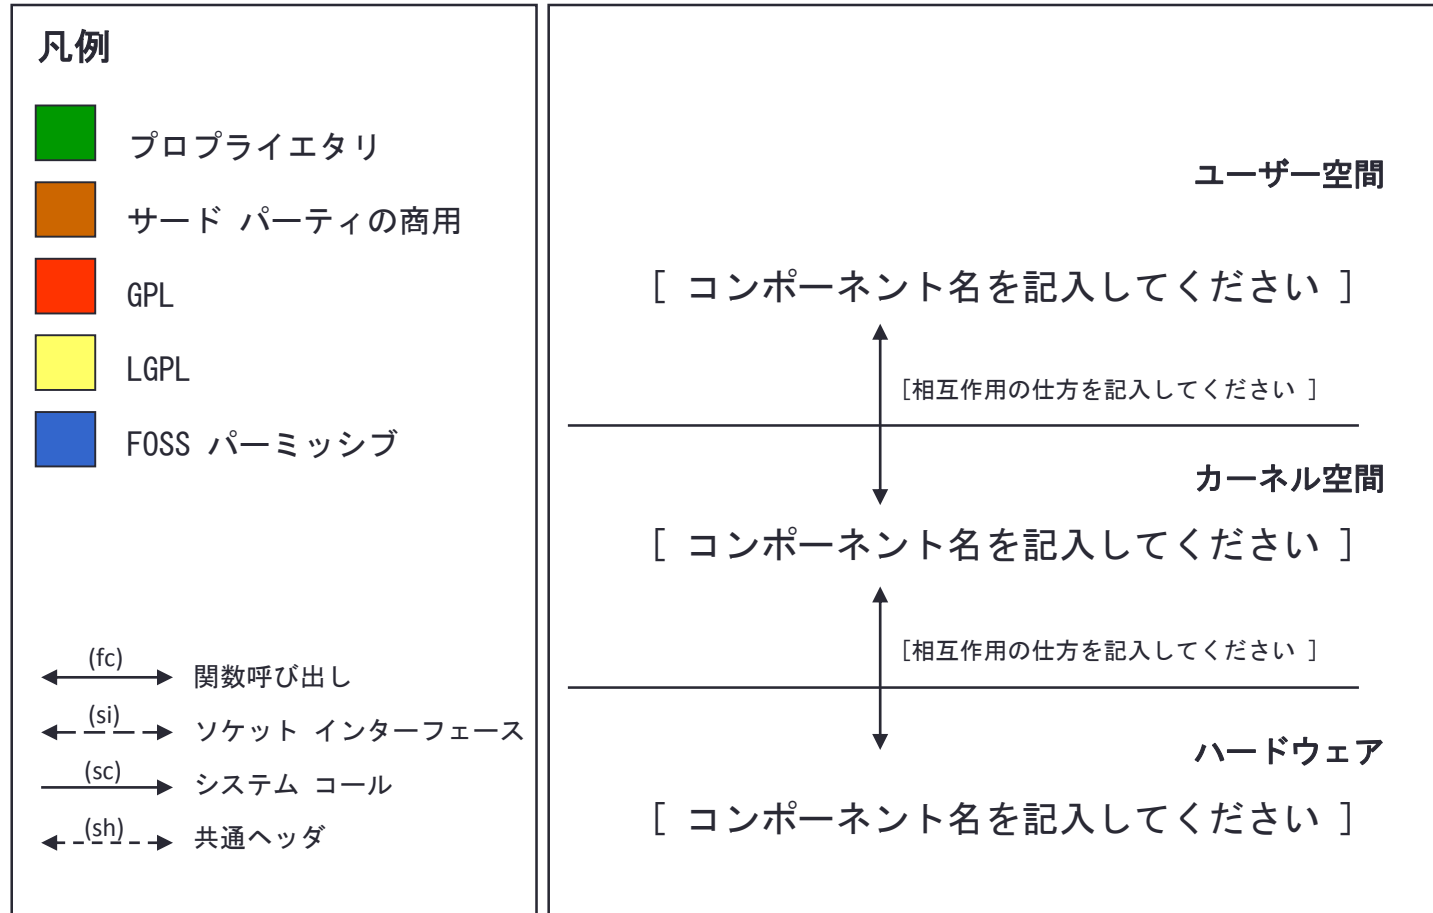 凡例
プロプライエタリ
サード パーティの商用
GPL
LGPL
FOSS パーミッシブ
(fc)
関数呼び出し
(si)
ソケット インターフェース
(sc)
システム コール
(sh)
共通ヘッダ
ユーザー空間
[ コンポーネント名を記入してください ]
[相互作用の仕方を記入してください ]
カーネル空間
[ コンポーネント名を記入してください ]
[相互作用の仕方を記入してください ]
ハードウェア
[ コンポーネント名を記入してください ]